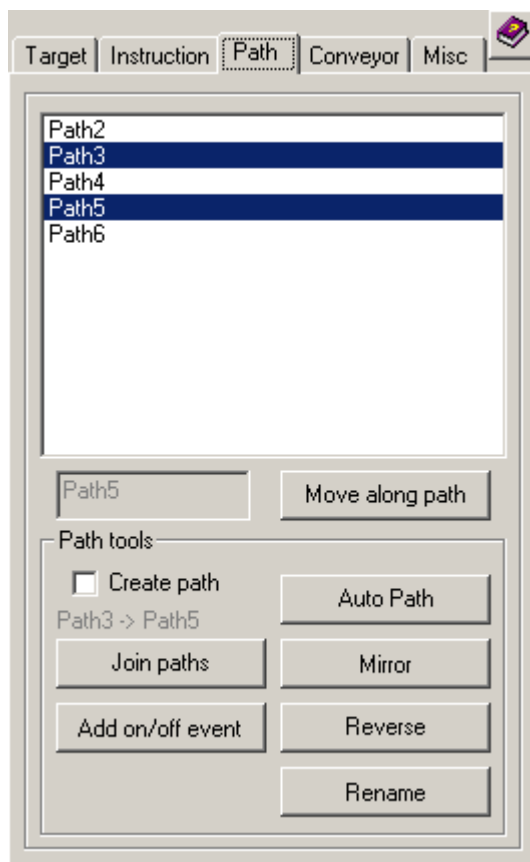 Target Instruction Path Conveyor Misc
Path2
Path3
Path4
Path5
Path6
Path5 Move along path
Path tools
Create path Auto Path
Path3 -> Path5
Join paths Mirror
Add on/off event Reverse
Rename